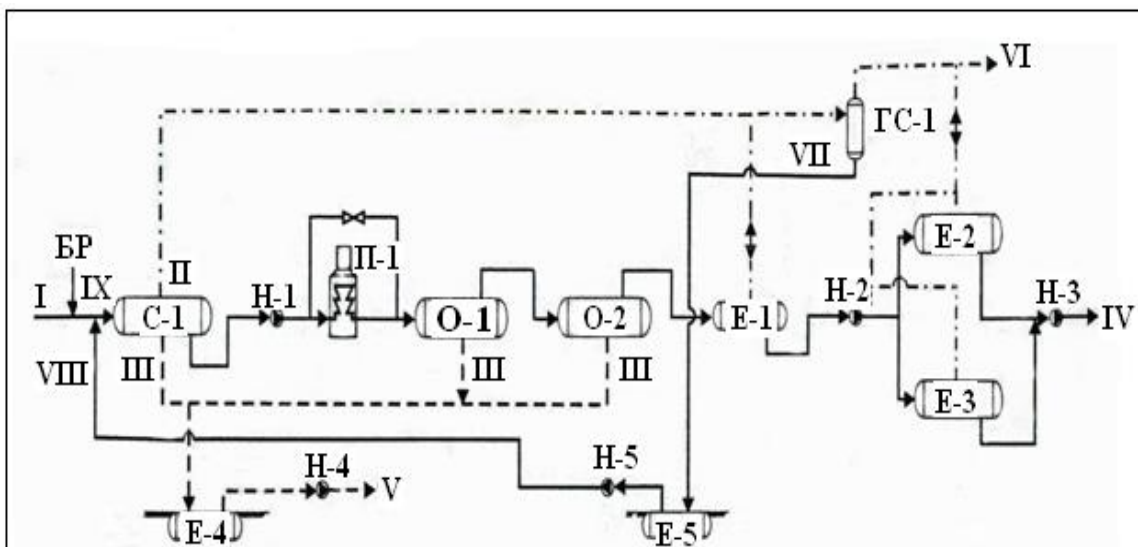 VI
ГС-1
VII
БР
I
IX
II
П-1
Е-2
Н-1
С-1
О-1
О-2
Е-1
Н-2
Н-3
IV
VIII
III
III
III
Е-3
Н-4
V
Н-5
Е-4
Е-5